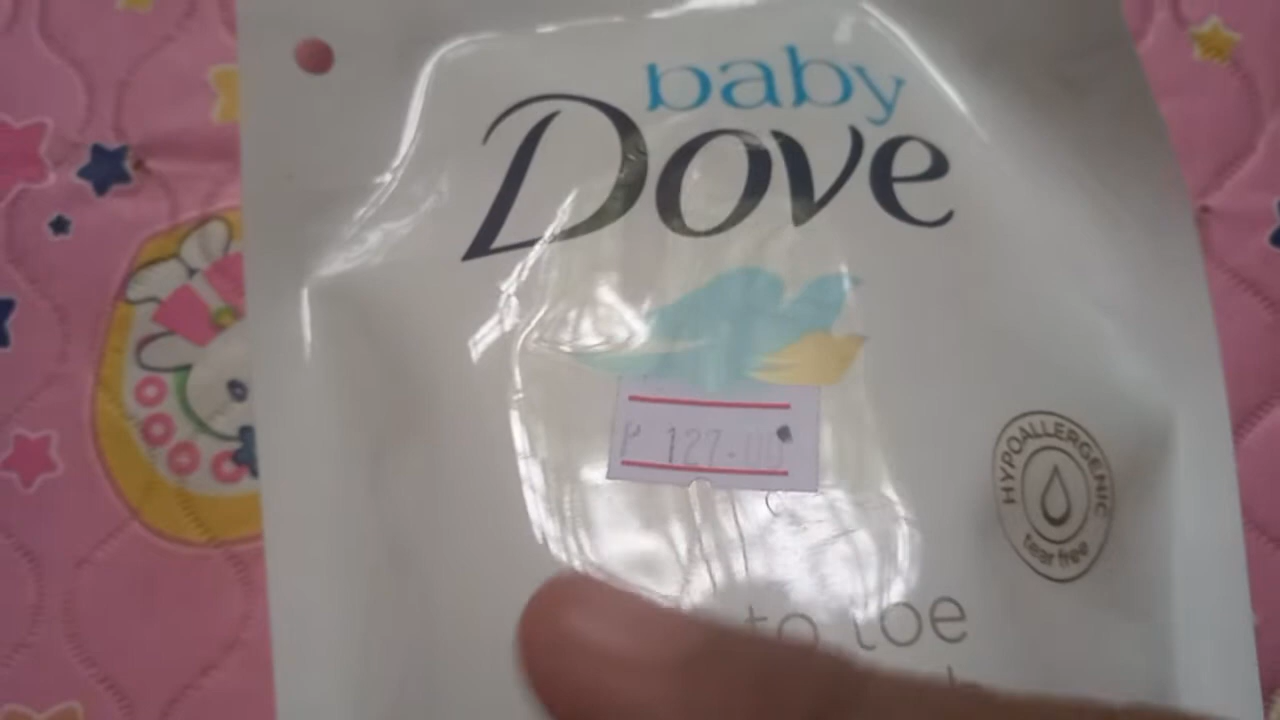 baby
Dove
P 127.00
HYPOALLERGENIC
tear free
to toe